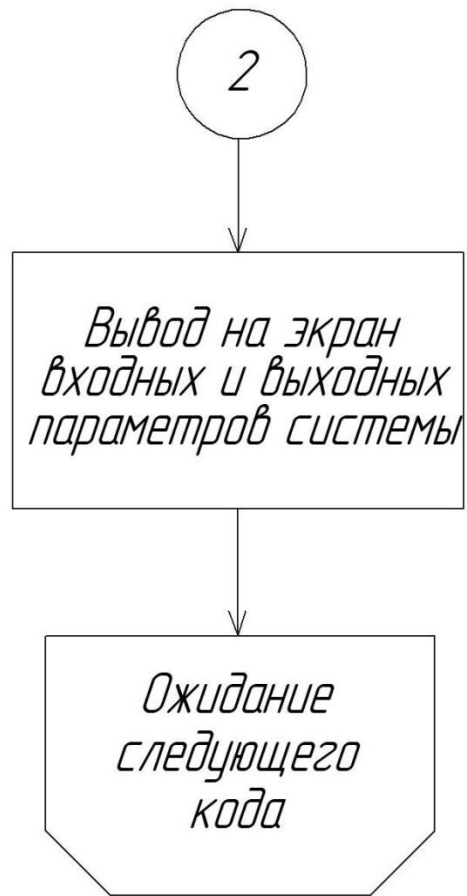 2
Вывод на экран
входных и выходных
параметров системы
Ожидание
следующего
кода